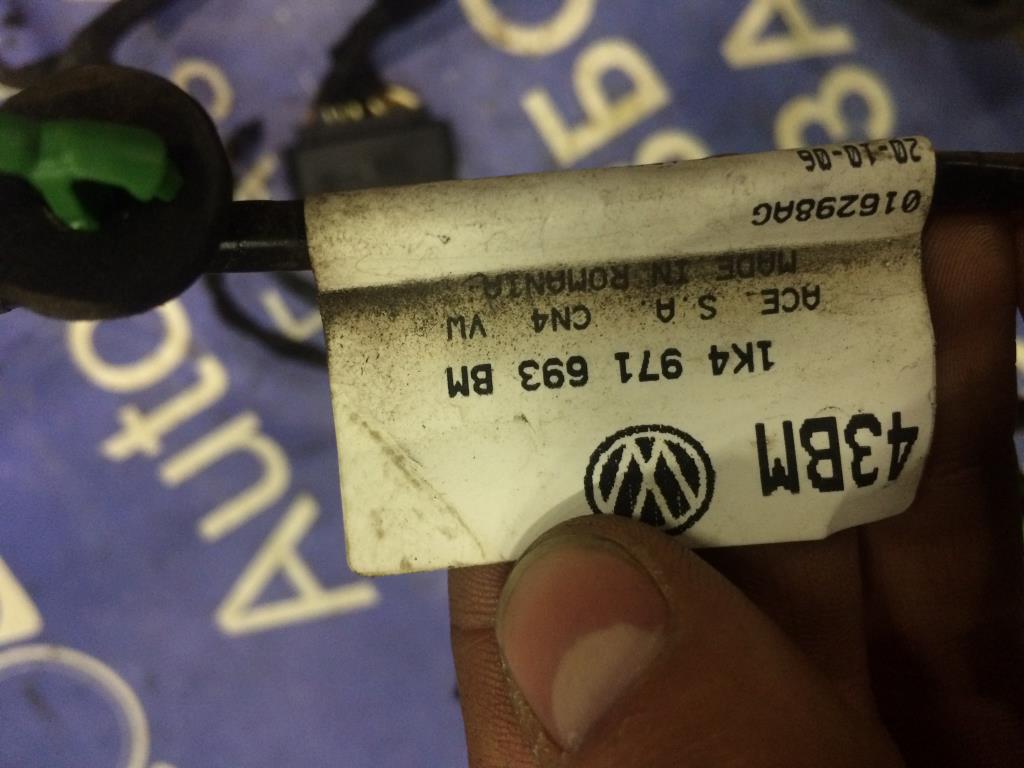 43BM
1K4 971 693 BM
ACE S.A. CN4 VW
MADE IN ROMANIA
016298AG
20-10-06
Auto